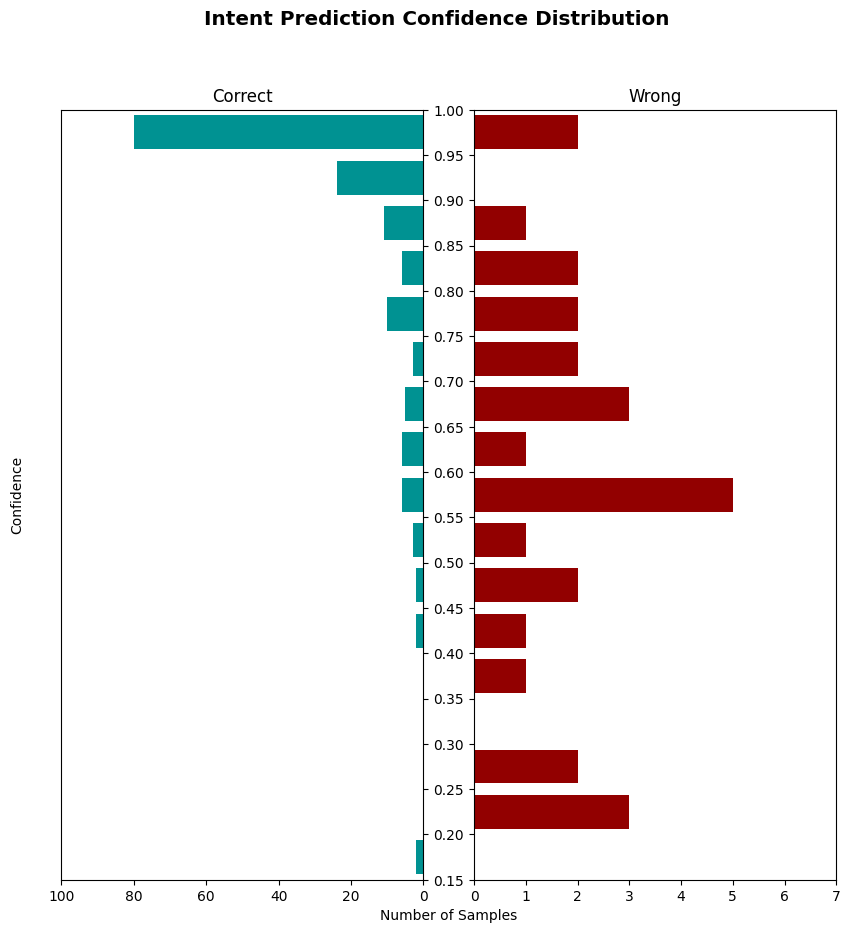 Intent Prediction Confidence Distribution
Correct
Wrong
1.00
0.95
0.90
0.85
0.80
0.75
0.70
0.65
0.60
0.55
0.50
0.45
0.40
0.35
0.30
0.25
0.20
0.15
Confidence
100 80 60 40 20 0
0 1 2 3 4 5 6 7
Number of Samples